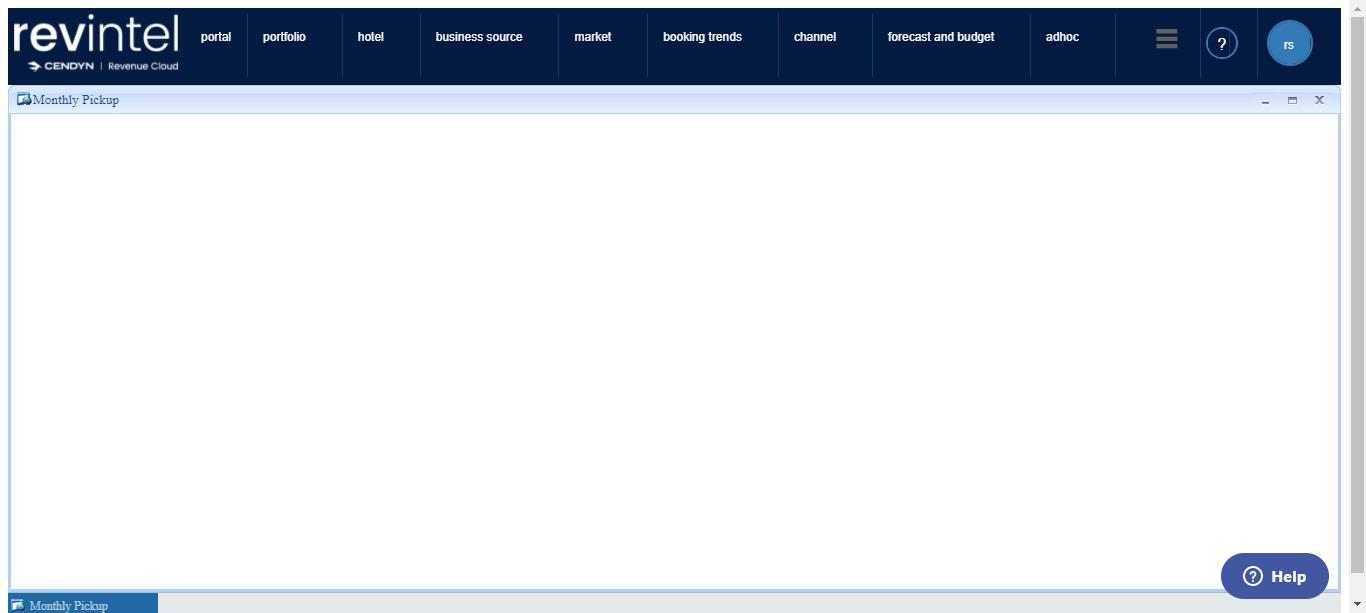 revintel
CENDYN | Revenue Cloud
portal
portfolio
hotel
business source
market
booking trends
channel
forecast and budget
adhoc
?
rs
Monthly Pickup
? Help
Monthly Pickup